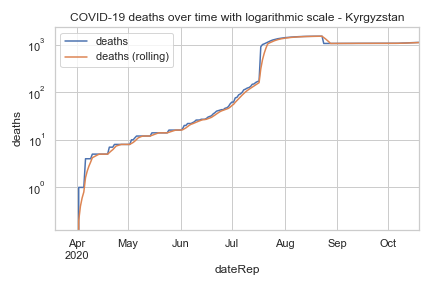 COVID-19 deaths over time with logarithmic scale - Kyrgyzstan
deaths
deaths (rolling)
10³
10²
10¹
10⁰
deaths
Apr
2020
May
Jun
Jul
Aug
Sep
Oct
dateRep